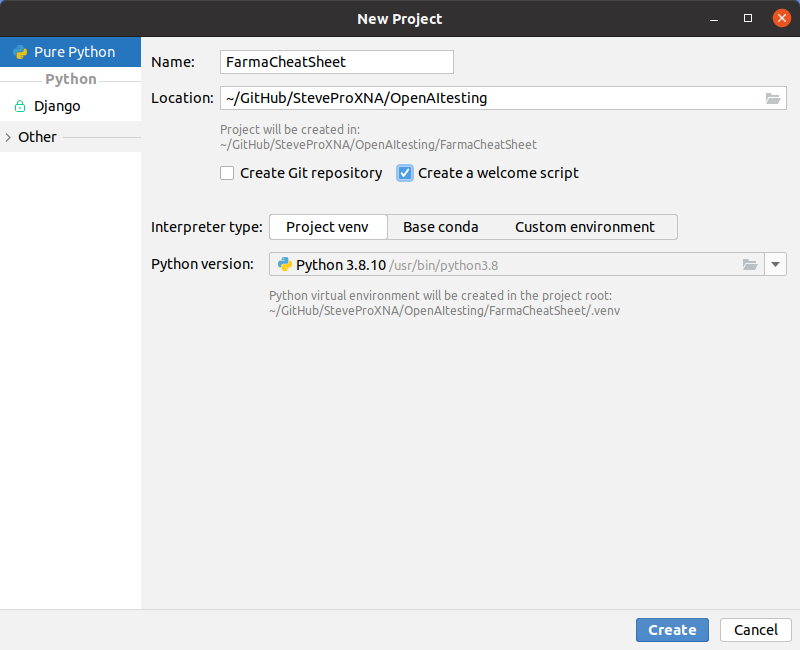 New Project
Pure Python
Python
Django
Other
Name: FarmaCheatSheet
Location: ~/GitHub/SteveProXNA/OpenAItesting
Project will be created in:
~/GitHub/SteveProXNA/OpenAItesting/FarmaCheatSheet
Create Git repository Create a welcome script
Interpreter type: Project venv Base conda Custom environment
Python version: Python 3.8.10 /usr/bin/python3.8
Python virtual environment will be created in the project root:
~/GitHub/SteveProXNA/OpenAItesting/FarmaCheatSheet/.venv
Create Cancel